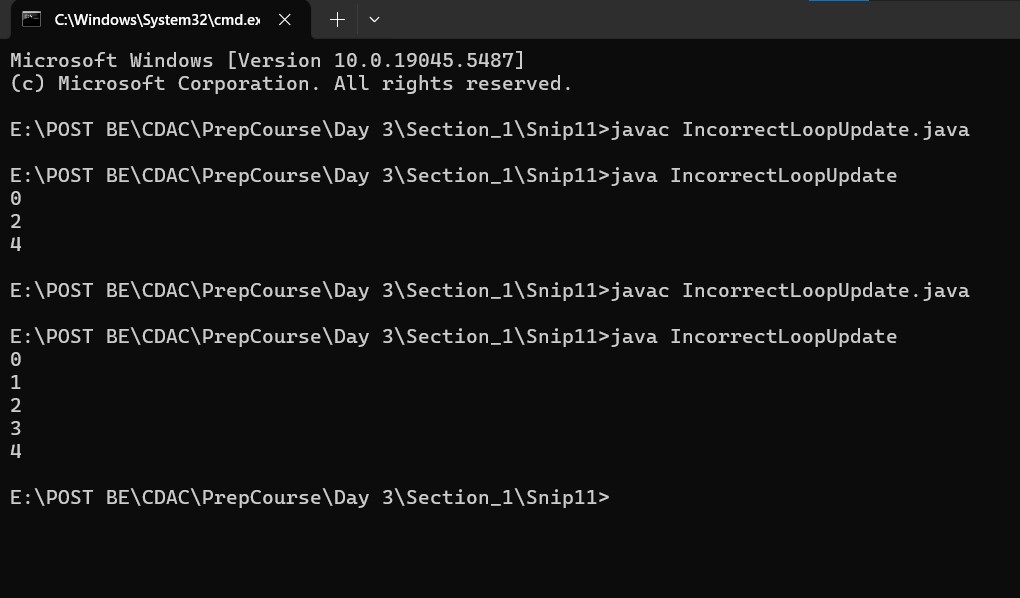 C:\Windows\System32\cmd.ex
Microsoft Windows [Version 10.0.19045.5487]
(c) Microsoft Corporation. All rights reserved.
E:\POST BE\CDAC\PrepCourse\Day 3\Section_1\Snip11>javac IncorrectLoopUpdate.java
E:\POST BE\CDAC\PrepCourse\Day 3\Section_1\Snip11>java IncorrectLoopUpdate
0
2
4
E:\POST BE\CDAC\PrepCourse\Day 3\Section_1\Snip11>javac IncorrectLoopUpdate.java
E:\POST BE\CDAC\PrepCourse\Day 3\Section_1\Snip11>java IncorrectLoopUpdate
0
1
2
3
4
E:\POST BE\CDAC\PrepCourse\Day 3\Section_1\Snip11>